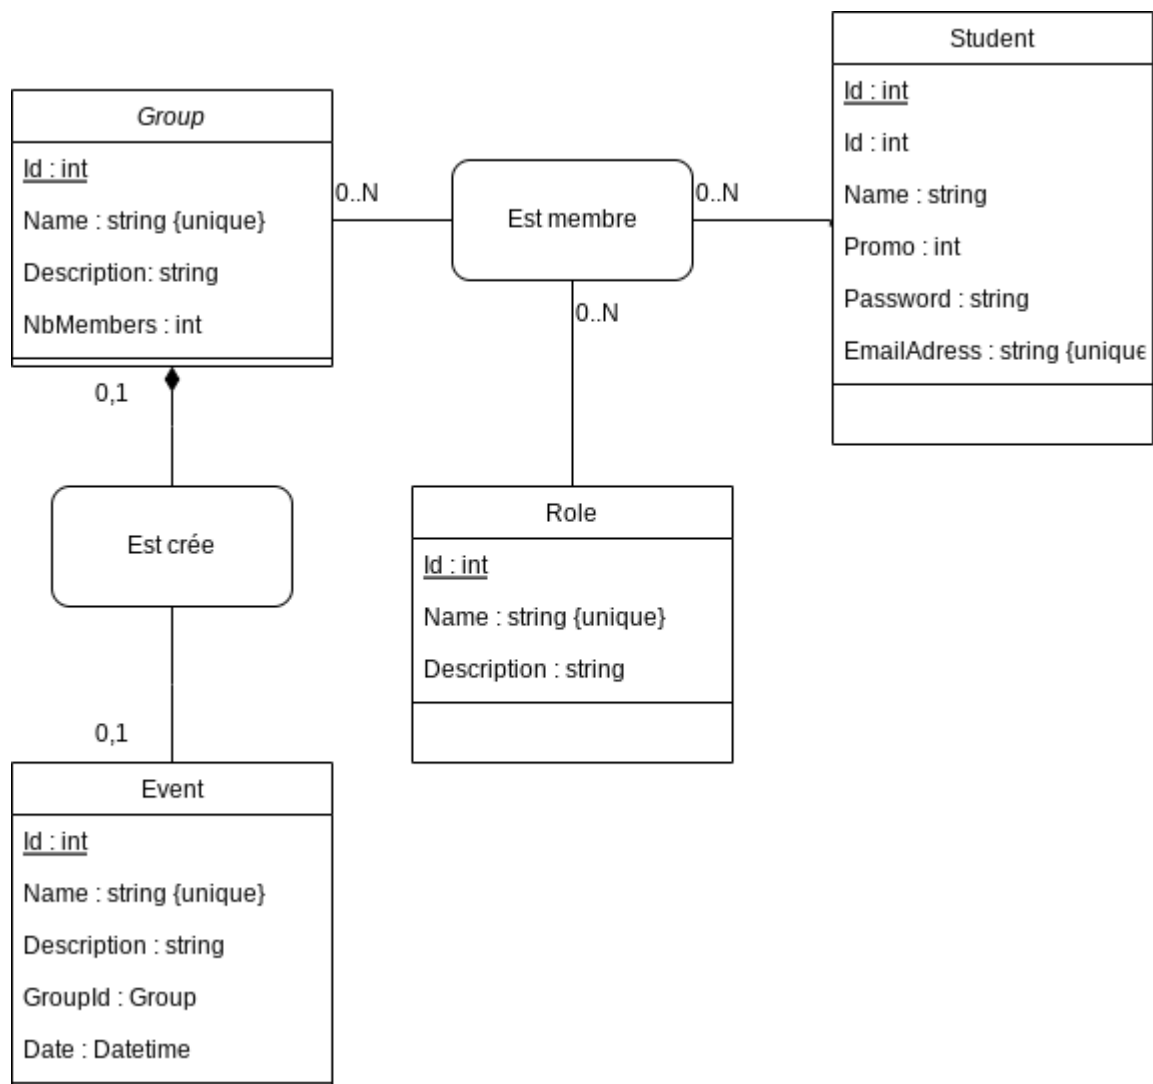 Student
Id : int
Id : int
Name : string
Promo : int
Password : string
EmailAdress : string {unique
Group
Id : int
Name : string {unique}
Description: string
NbMembers : int
0..N
Est membre
0..N
0..N
0,1
Est crée
0,1
Role
Id : int
Name : string {unique}
Description : string
Event
Id : int
Name : string {unique}
Description : string
GroupId : Group
Date : Datetime